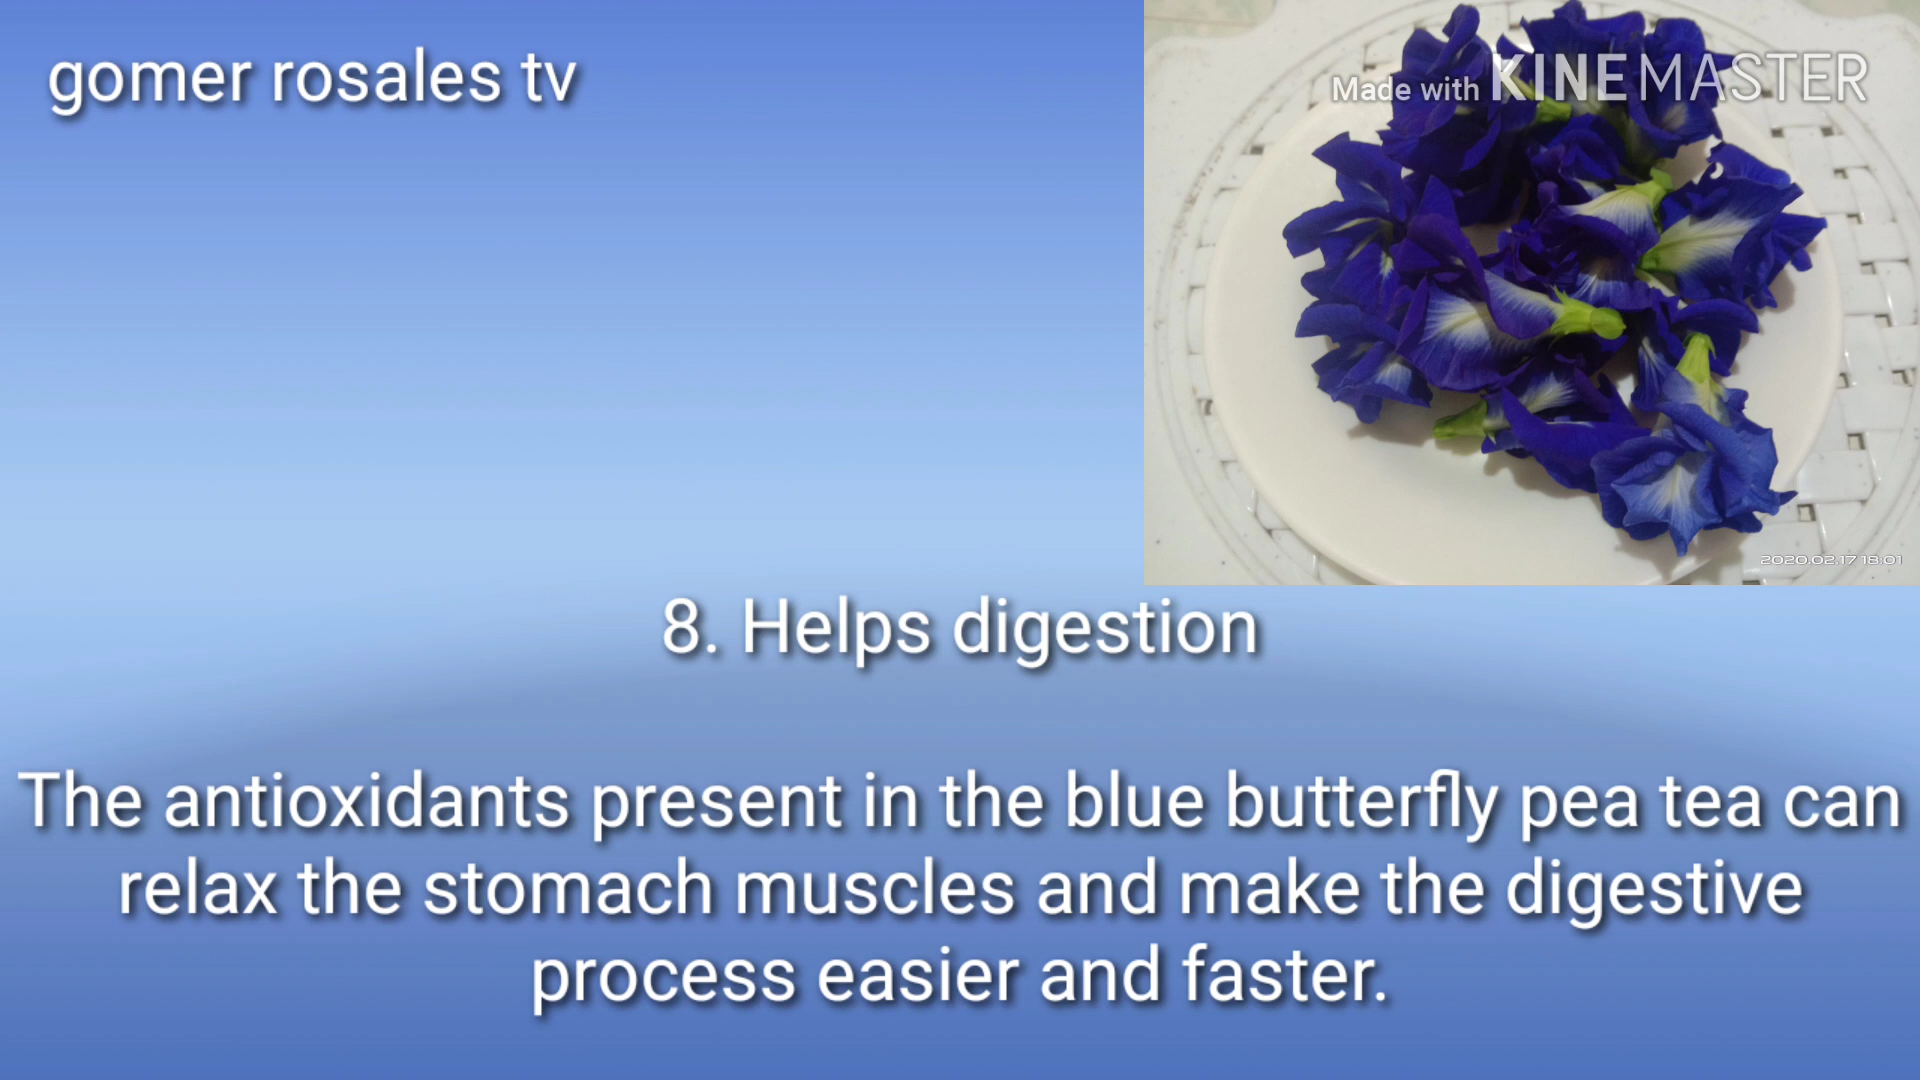 gomer rosales tv
Made with KINEMASTER
2020.02.17 18:01
8. Helps digestion
The antioxidants present in the blue butterfly pea tea can
relax the stomach muscles and make the digestive
process easier and faster.